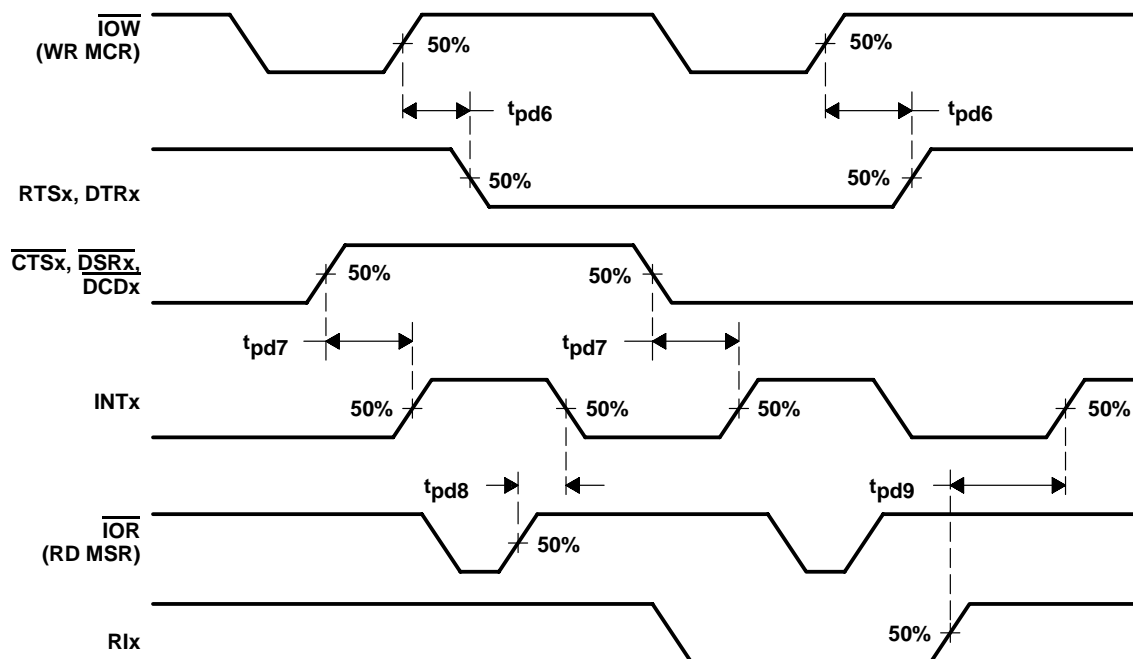 IOW
(WR MCR)
50%
50%
tpd6
tpd6
RTSx, DTRx
50%
50%
CTSx, DSRx,
DCDx
50%
50%
tpd7
tpd7
INTx
50%
50%
50%
50%
tpd8
tpd9
IOR
(RD MSR)
50%
RIx
50%